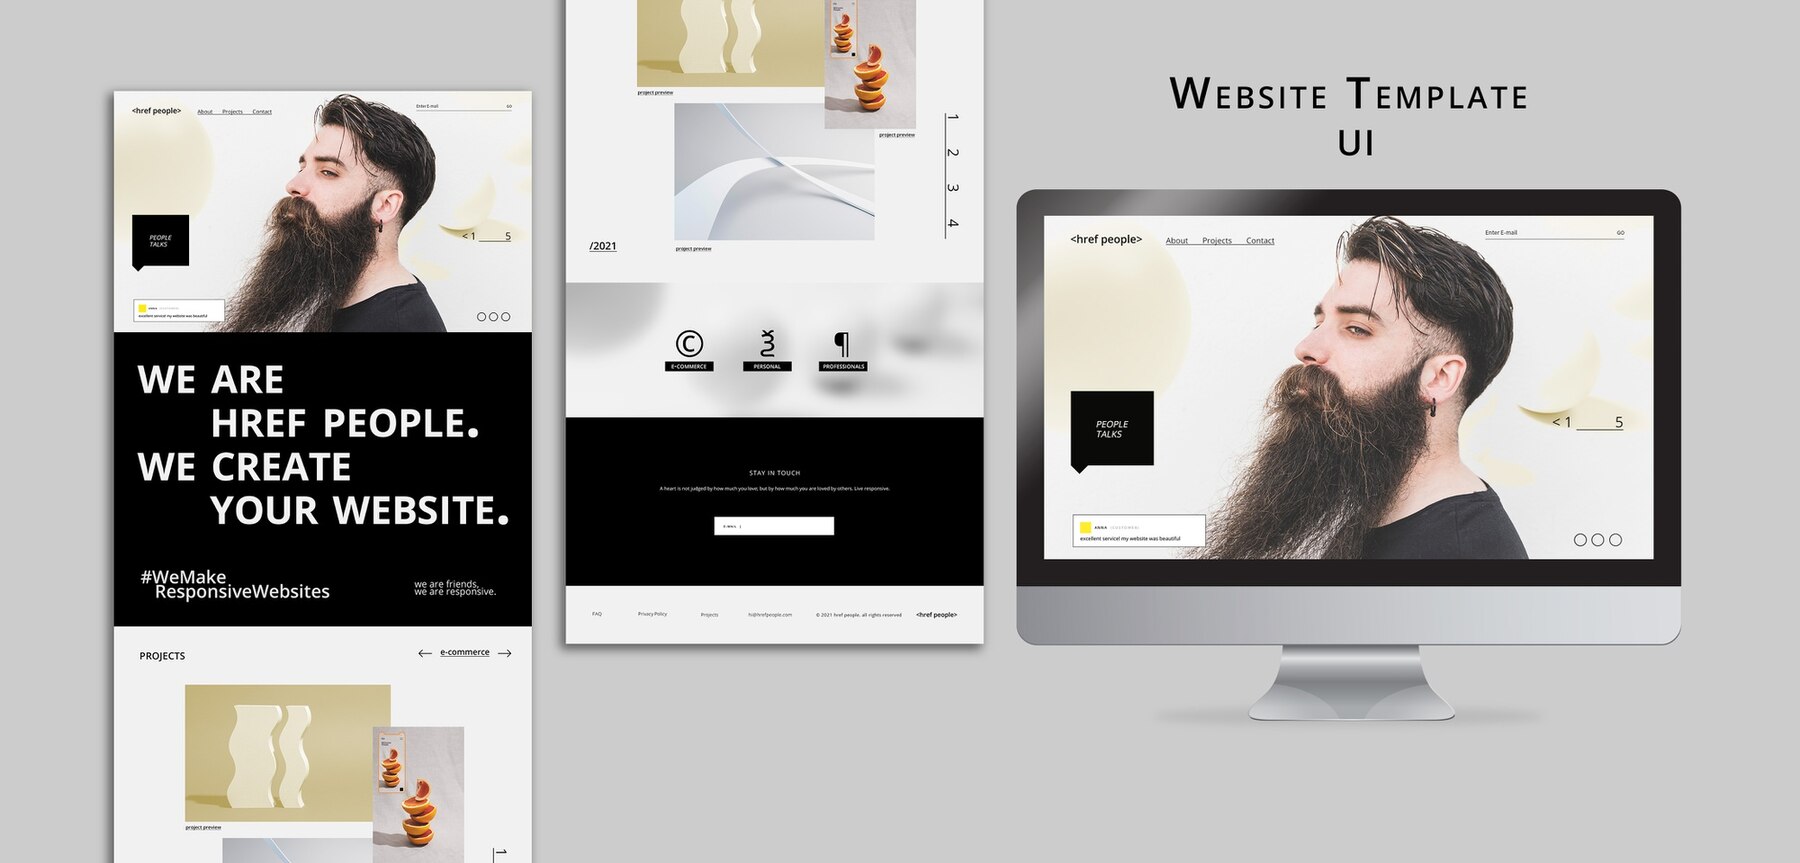 <href people>
About Projects Contact
Enter E-mail GO
PEOPLE
TALKS
< 1 5
ANNA
excellent service! my website was beautiful
WE ARE
HREF PEOPLE.
WE CREATE
YOUR WEBSITE.
#WeMake
ResponsiveWebsites
we are friends,
we are responsive.
PROJECTS
e-commerce
project preview
1
project preview
project preview
1
2
3
4
/2021
project preview
©
Ѯ
¶
E-COMMERCE
PERSONAL
PROFESSIONALS
STAY IN TOUCH
A heart is not judged by how much you love; but by how much you are loved by others. Live responsive.
E-MAIL |
FAQ Privacy Policy Projects hi@hrefpeople.com © 2021 href people. all rights reserved <href people>
WEBSITE TEMPLATE
UI
<href people>
About Projects Contact
Enter E-mail GO
PEOPLE
TALKS
< 1 5
ANNA (CUSTOMER)
excellent service! my website was beautiful